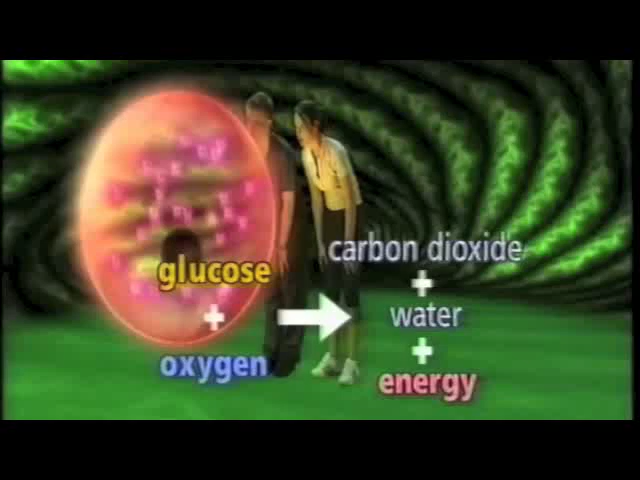 glucose
+
oxygen
carbon dioxide
+
water
+
energy